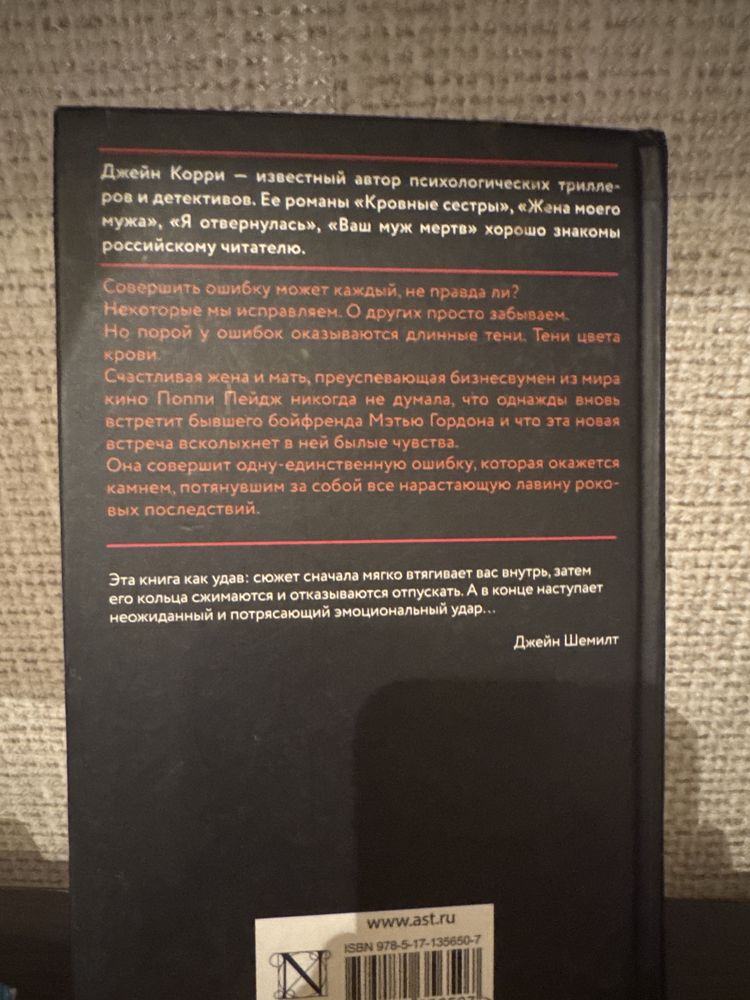 Джейн Корри — известный автор психологических трилле-
ров и детективов. Ее романы «Кровные сестры», «Жена моего
мужа», «Я отвернулась», «Ваш муж мертв» хорошо знакомы
российскому читателю.
Совершить ошибку может каждый, не правда ли?
Некоторые мы исправляем. О других просто забываем.
Но порой у ошибок оказываются длинные тени. Тени цвета
крови.
Счастливая жена и мать, преуспевающая бизнесвумен из мира
кино Поппи Пейдж никогда не думала, что однажды вновь
встретит бывшего бойфренда Мэтью Гордона и что эта новая
встреча всколыхнет в ней былые чувства.
Она совершит одну-единственную ошибку, которая окажется
камнем, потянувшим за собой все нарастающую лавину роко-
вых последствий.
Эта книга как удав: сюжет сначала мягко втягивает вас внутрь, затем
его кольца сжимаются и отказываются отпускать. А в конце наступает
неожиданный и потрясающий эмоциональный удар...
Джейн Шемилт
www.ast.ru
ISBN 978-5-17-135650-7
N